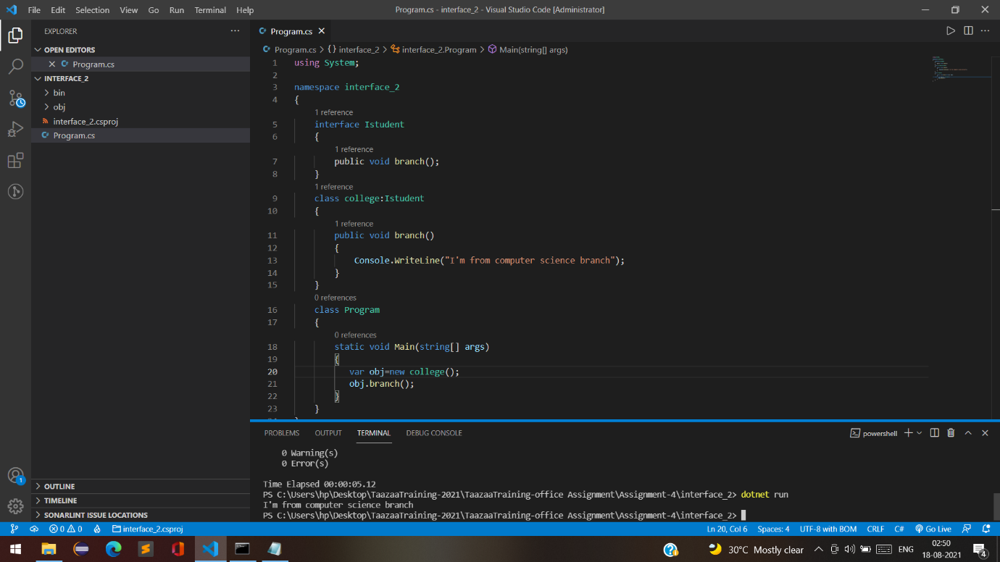 File Edit Selection View Go Run Terminal Help
Program.cs - interface_2 - Visual Studio Code [Administrator]
EXPLORER
OPEN EDITORS
Program.cs
INTERFACE_2
bin
obj
interface_2.csproj
Program.cs
OUTLINE
TIMELINE
SONARLINT ISSUE LOCATIONS
1
Program.cs
Program.cs > {} interface_2 > interface_2.Program > Main(string[] args)
1 using System;
2
3 namespace interface_2
4 {
1 reference
5 interface Istudent
6 {
1 reference
7 public void branch();
8 }
1 reference
9 class college:Istudent
10 {
1 reference
11 public void branch()
12 {
13 Console.WriteLine("I'm from computer science branch");
14 }
15 }
0 references
16 class Program
17 {
0 references
18 static void Main(string[] args)
19 {
20 var obj=new college();
21 obj.branch();
22 }
23 }
PROBLEMS OUTPUT TERMINAL DEBUG CONSOLE
powershell
0 Warning(s)
0 Error(s)
Time Elapsed 00:00:05.12
PS C:\Users\hp\Desktop\TaazaaTraining-2021\TaazaaTraining-office Assignment\Assignment-4\interface_2> dotnet run
I'm from computer science branch
PS C:\Users\hp\Desktop\TaazaaTraining-2021\TaazaaTraining-office Assignment\Assignment-4\interface_2>
0 0 interface_2.csproj
Ln 20, Col 6 Spaces: 4 UTF-8 with BOM CRLF C# Go Live
30°C Mostly clear ENG
02:50
18-08-2021
4